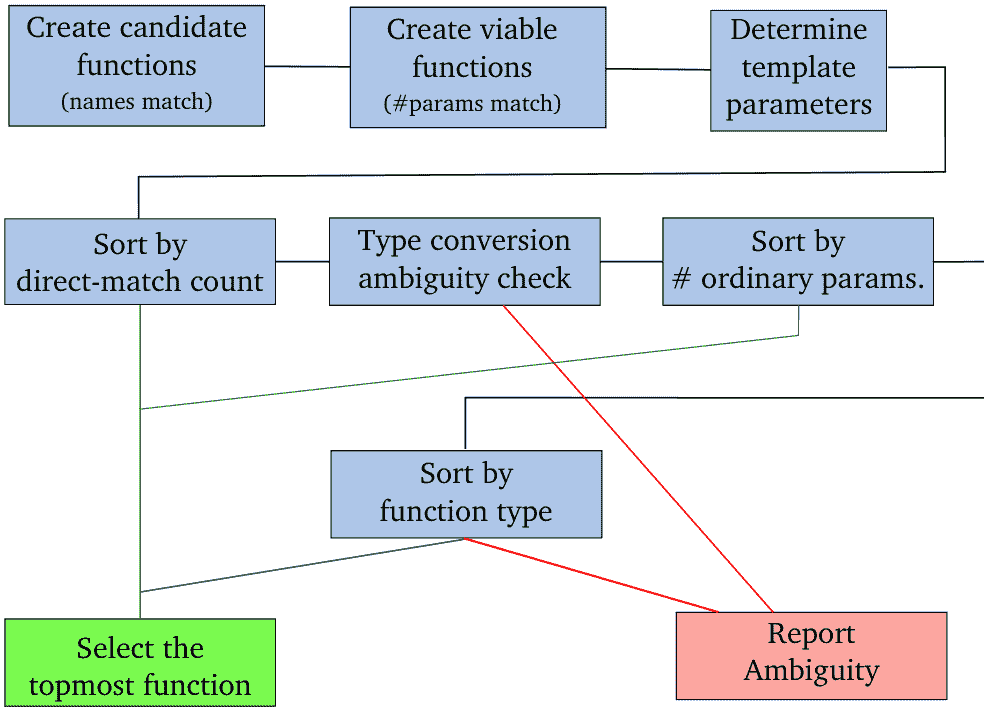 Create candidate
functions
(names match)
Create viable
functions
(#params match)
Determine
template
parameters
Sort by
direct-match count
Type conversion
ambiguity check
Sort by
# ordinary params.
Sort by
function type
Select the
topmost function
Report
Ambiguity